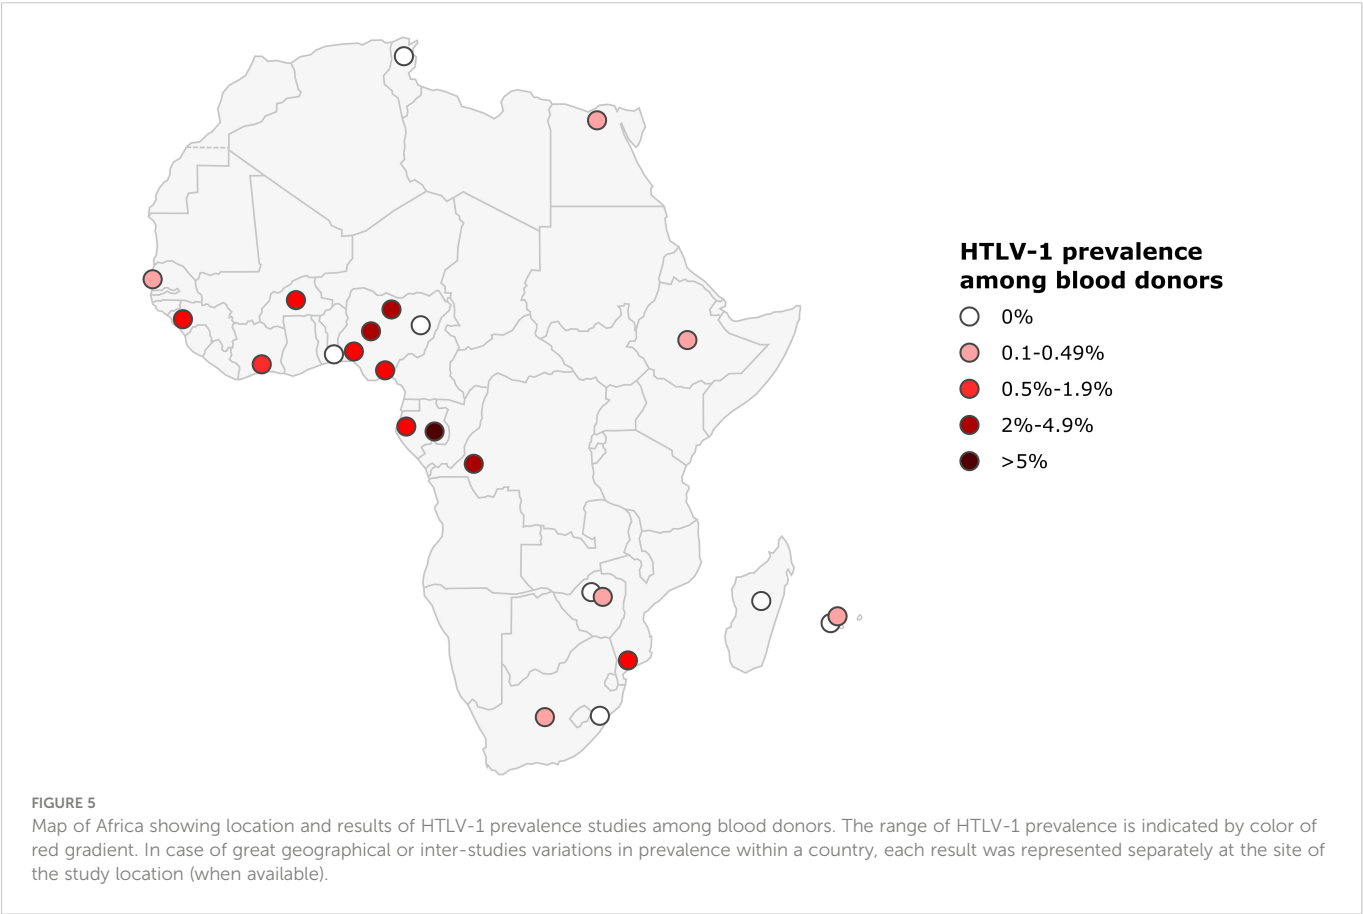 HTLV-1 prevalence
among blood donors
0%
0.1-0.49%
0.5%-1.9%
2%-4.9%
>5%
FIGURE 5
Map of Africa showing location and results of HTLV-1 prevalence studies among blood donors. The range of HTLV-1 prevalence is indicated by color of
red gradient. In case of great geographical or inter-studies variations in prevalence within a country, each result was represented separately at the site of
the study location (when available).